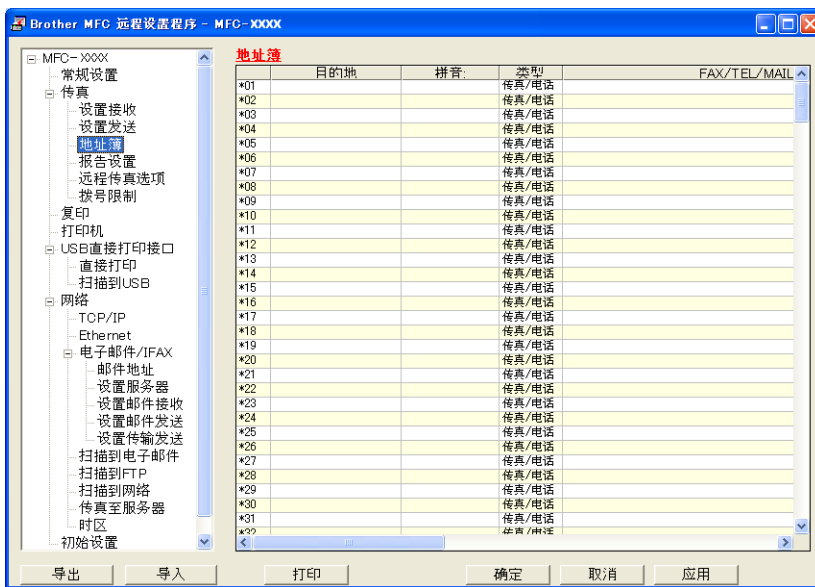 Brother MFC 远程设置程序 - MFC-XXXX
MFC-XXXX
常规设置
传真
设置接收
设置发送
地址簿
报告设置
远程传真选项
拨号限制
复印
打印机
USB直接打印接口
直接打印
扫描到USB
网络
TCP/IP
Ethernet
电子邮件/IFAX
邮件地址
设置服务器
设置邮件接收
设置邮件发送
设置传输发送
扫描到电子邮件
扫描到FTP
扫描到网络
传真至服务器
时区
初始设置
地址簿
目的地 拼音: 类型 FAX/TEL/MAIL
*01 传真/电话
*02 传真/电话
*03 传真/电话
*04 传真/电话
*05 传真/电话
*06 传真/电话
*07 传真/电话
*08 传真/电话
*09 传真/电话
*10 传真/电话
*11 传真/电话
*12 传真/电话
*13 传真/电话
*14 传真/电话
*15 传真/电话
*16 传真/电话
*17 传真/电话
*18 传真/电话
*19 传真/电话
*20 传真/电话
*21 传真/电话
*22 传真/电话
*23 传真/电话
*24 传真/电话
*25 传真/电话
*26 传真/电话
*27 传真/电话
*28 传真/电话
*29 传真/电话
*30 传真/电话
*31 传真/电话
*32 传真/电话
导出 导入 打印 确定 取消 应用